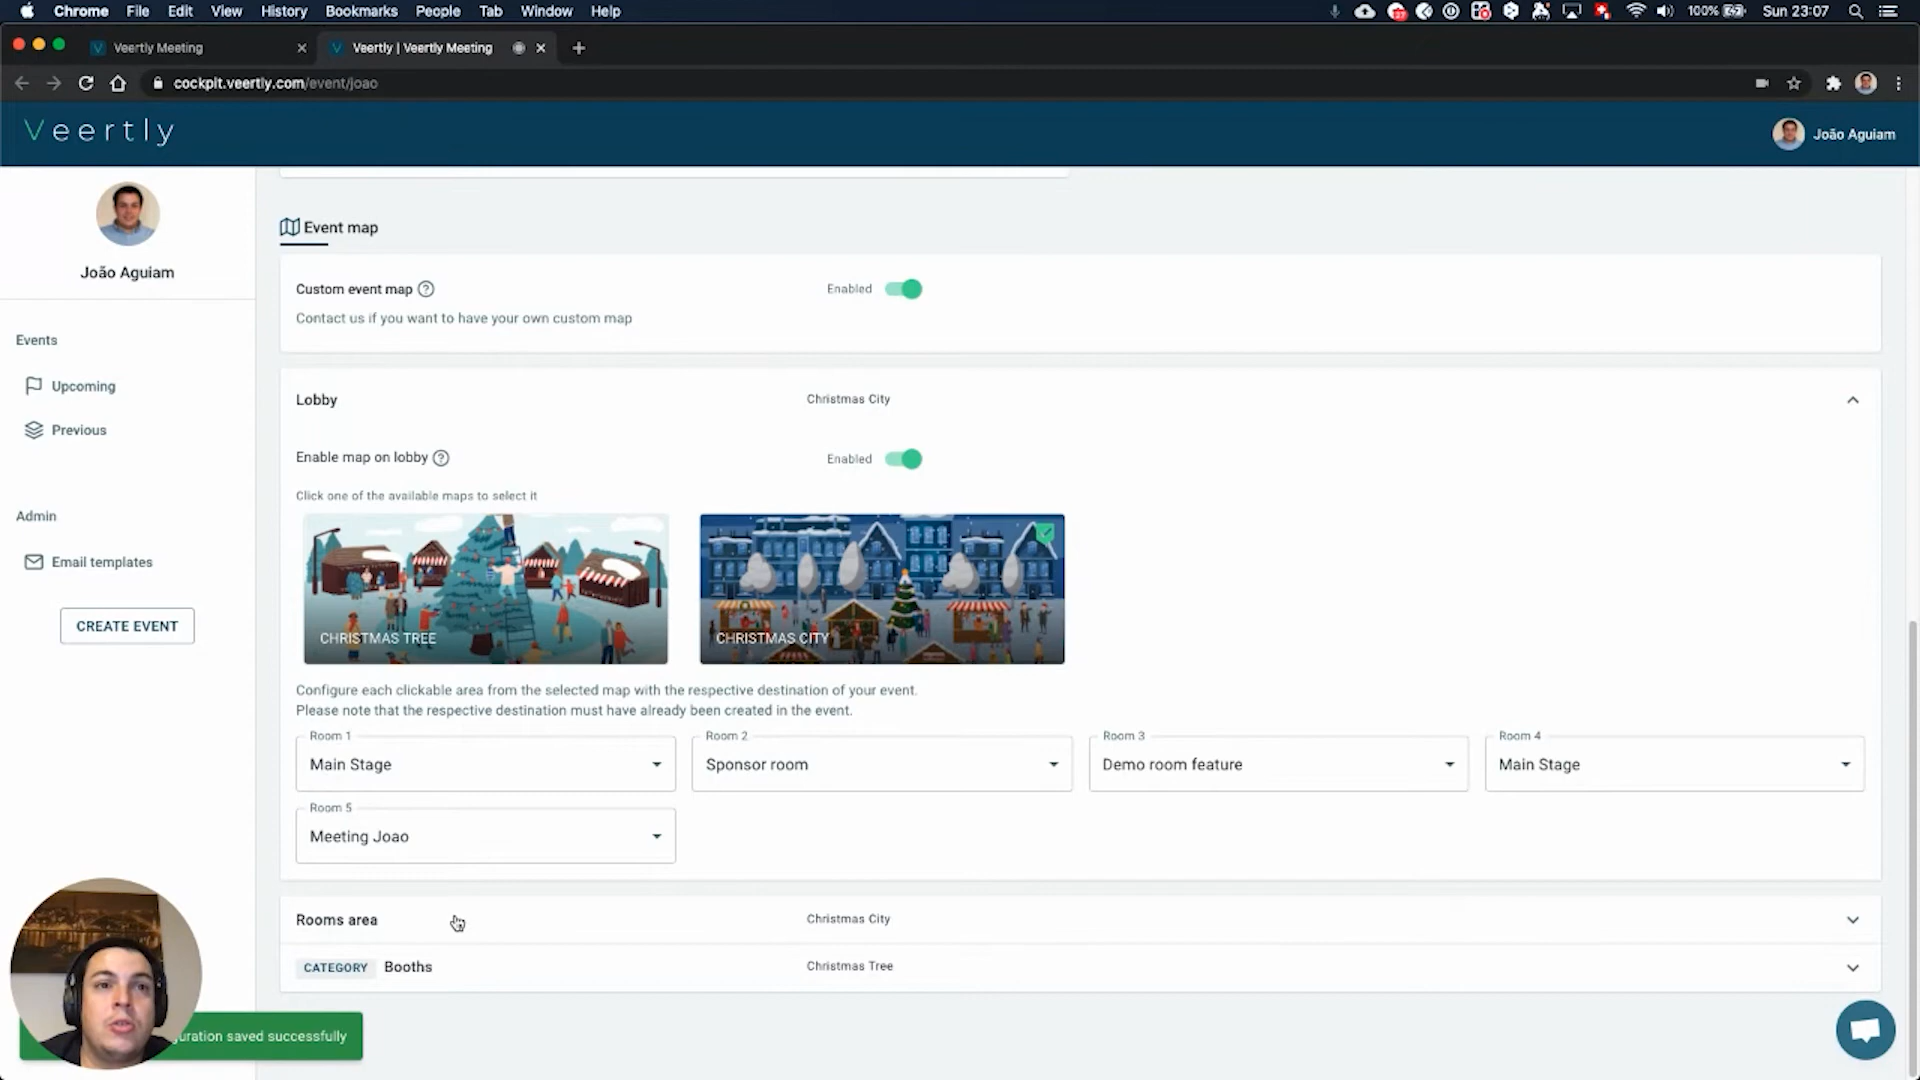 Chrome File Edit View History Bookmarks People Tab Window Help
100% Sun 23:07
Veertly Meeting
Veertly | Veertly Meeting
cockpit.veertly.com/event/joao
Veertly
João Aguiam
João Aguiam
Events
Upcoming
Previous
Admin
Email templates
CREATE EVENT
Event map
Custom event map
Enabled
Contact us if you want to have your own custom map
Lobby
Christmas City
Enable map on lobby
Enabled
Click one of the available maps to select it
CHRISTMAS TREE
CHRISTMAS CITY
Configure each clickable area from the selected map with the respective destination of your event.
Please note that the respective destination must have already been created in the event.
Room 1
Main Stage
Room 2
Sponsor room
Room 3
Demo room feature
Room 4
Main Stage
Room 5
Meeting Joao
Rooms area
Christmas City
CATEGORY Booths
Christmas Tree
uration saved successfully